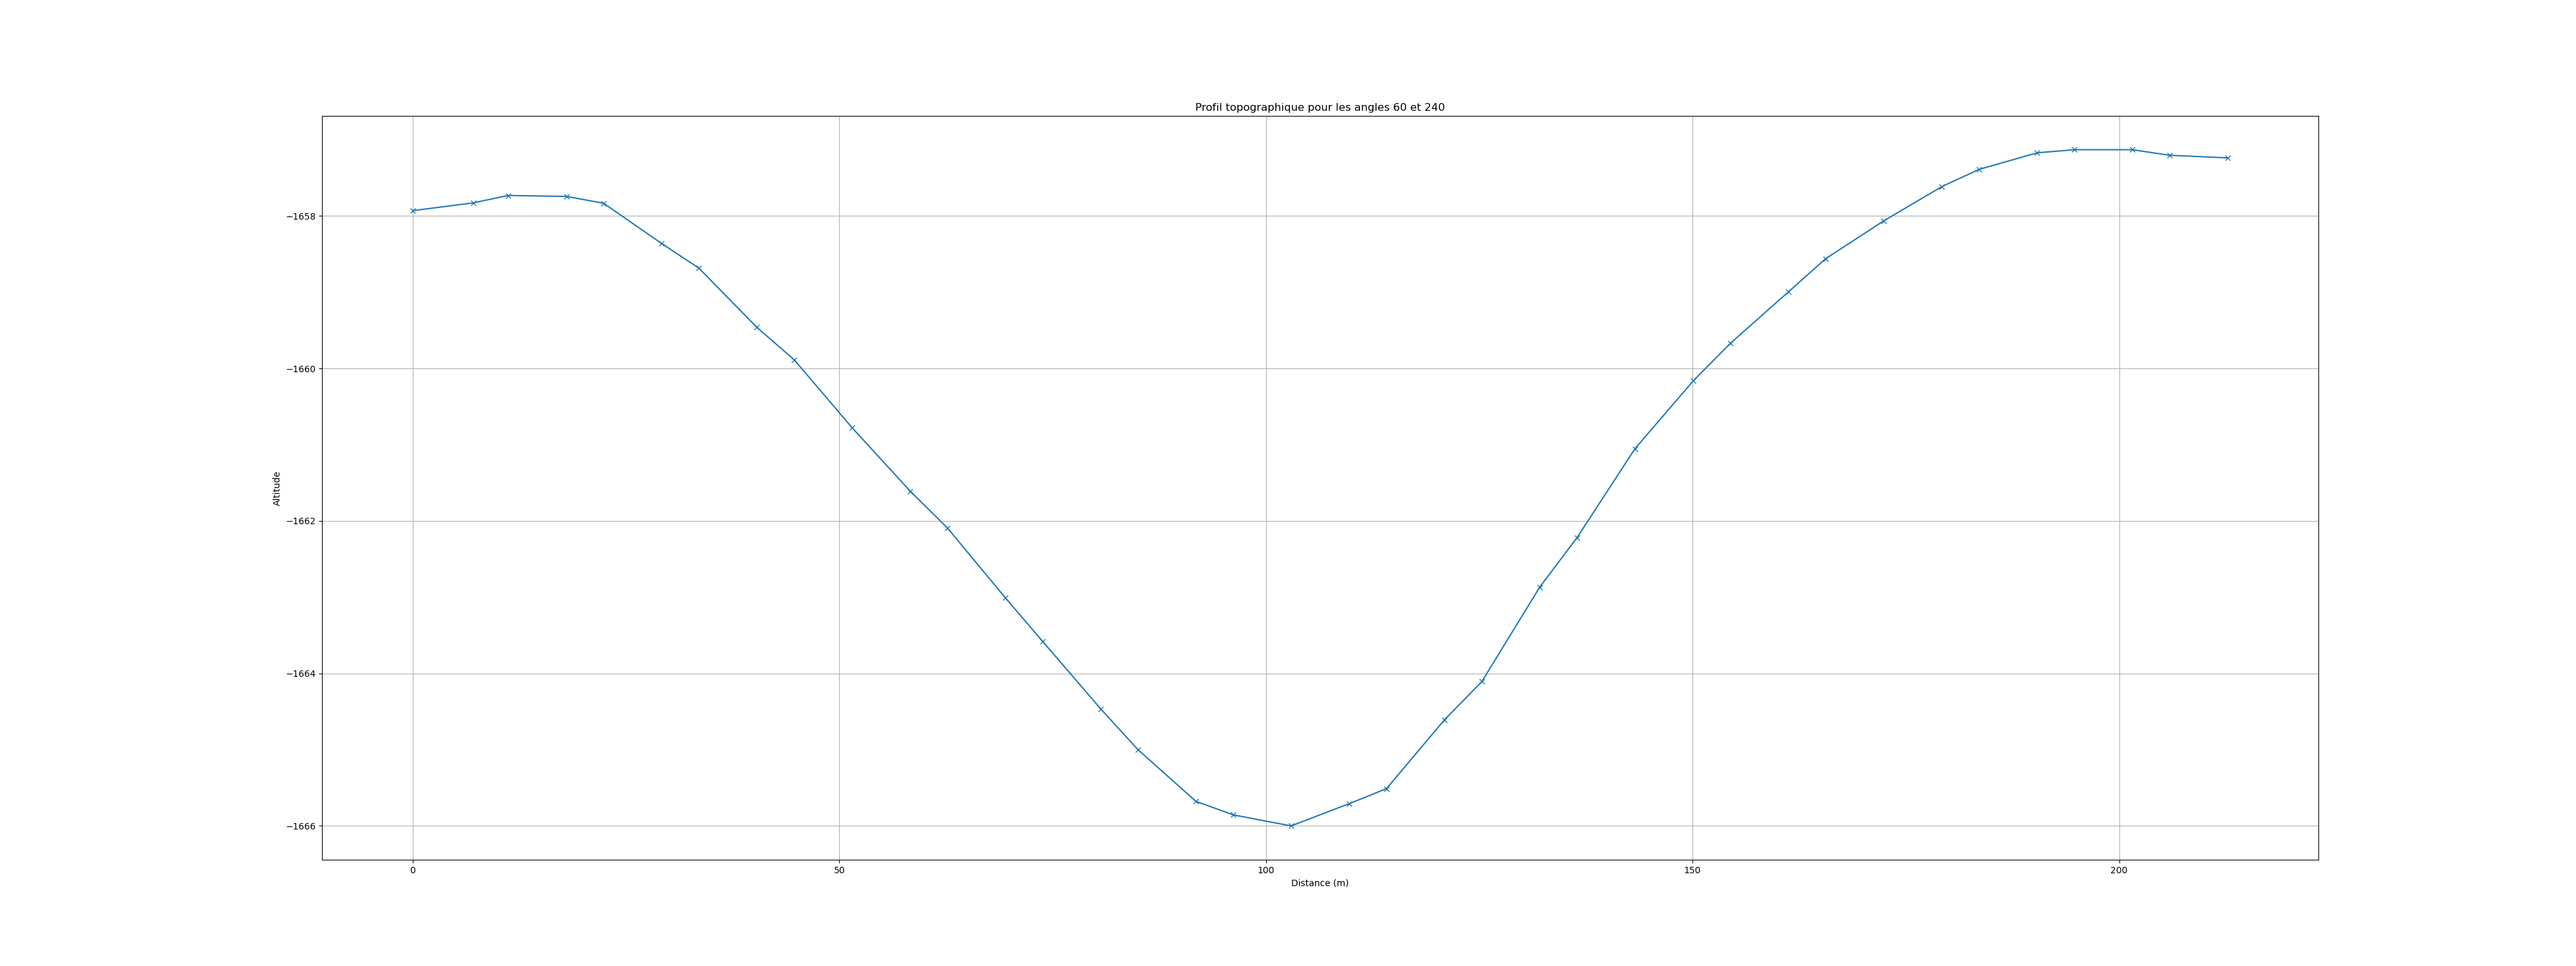 Profil topographique pour les angles 60 et 240
−1658
−1660
−1662
−1664
−1666
Altitude
0 50 100 150 200
Distance (m)